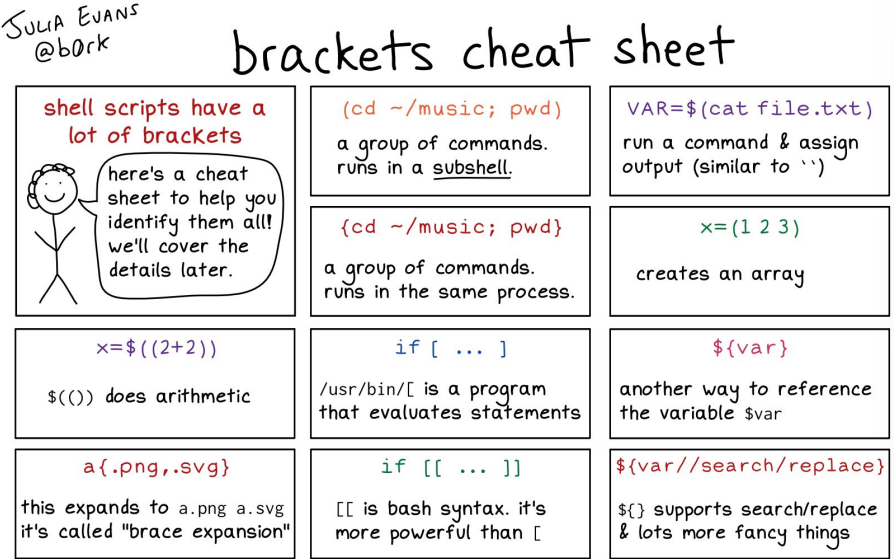 JULIA EVANS
@b0rk
brackets cheat sheet
shell scripts have a
lot of brackets
here's a cheat
sheet to help you
identify them all!
we'll cover the
details later.
(cd ~/music; pwd)
a group of commands.
runs in a subshell.
VAR=$(cat file.txt)
run a command & assign
output (similar to ``)
{cd ~/music; pwd}
a group of commands.
runs in the same process.
x=(1 2 3)
creates an array
x=$((2+2))
$(()) does arithmetic
if [ ... ]
/usr/bin/[ is a program
that evaluates statements
${var}
another way to reference
the variable $var
a{.png,.svg}
this expands to a.png a.svg
it's called "brace expansion"
if [[ ... ]]
[[ is bash syntax. it's
more powerful than [
${var//search/replace}
${} supports search/replace
& lots more fancy things